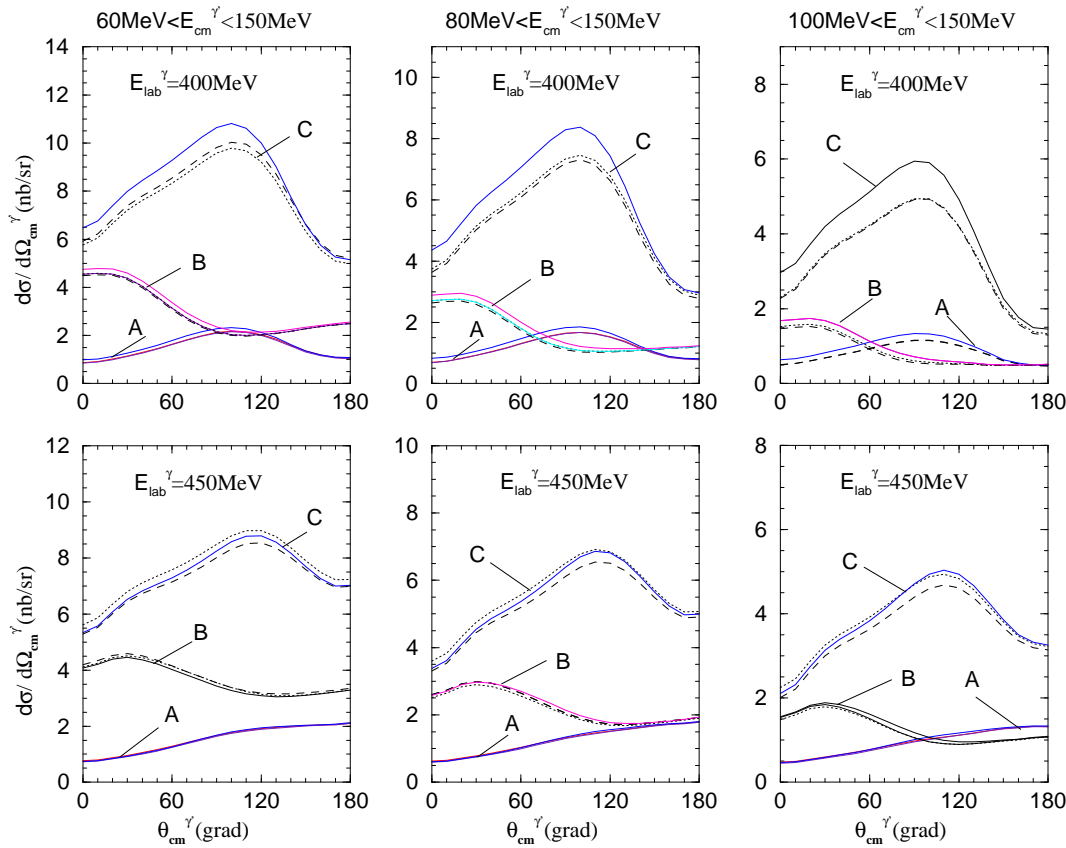 60MeV<E_cm^γ'<150MeV
80MeV<E_cm^γ'<150MeV
100MeV<E_cm^γ'<150MeV
dσ/dΩ_cm^γ' (nb/sr)
14
12
10
8
6
4
2
0
E_lab^γ=400MeV
C
B
A
0 60 120 180
10
8
6
4
2
0
E_lab^γ=400MeV
C
B
A
0 60 120 180
8
6
4
2
0
E_lab^γ=400MeV
C
B
A
0 60 120 180
dσ/dΩ_cm^γ' (nb/sr)
12
10
8
6
4
2
0
E_lab^γ=450MeV
C
B
A
0 60 120 180
θ_cm^γ' (grad)
10
8
6
4
2
0
E_lab^γ=450MeV
C
B
A
0 60 120 180
θ_cm^γ' (grad)
8
6
4
2
0
E_lab^γ=450MeV
C
B
A
0 60 120 180
θ_cm^γ' (grad)